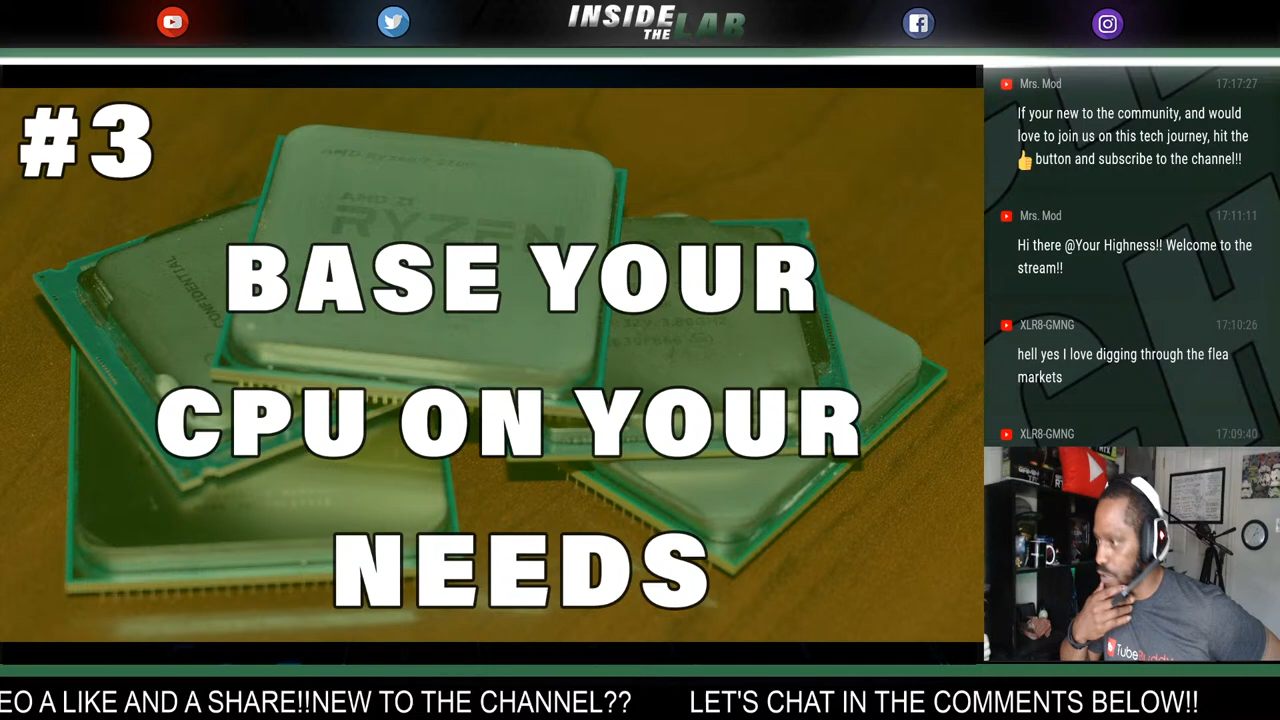 INSIDE
THE LAB
#3
AMD
RYZEN
CONFIDENTIAL
BASE YOUR
CPU ON YOUR
NEEDS
Mrs. Mod 17:17:27
If your new to the community, and would
love to join us on this tech journey, hit the
👍 button and subscribe to the channel!!
Mrs. Mod 17:11:11
Hi there @Your Highness!! Welcome to the
stream!!
XLR8-GMNG 17:10:26
hell yes I love digging through the flea
markets
XLR8-GMNG 17:09:40
TubeBuddy
EO A LIKE AND A SHARE!!NEW TO THE CHANNEL?? LET'S CHAT IN THE COMMENTS BELOW!!